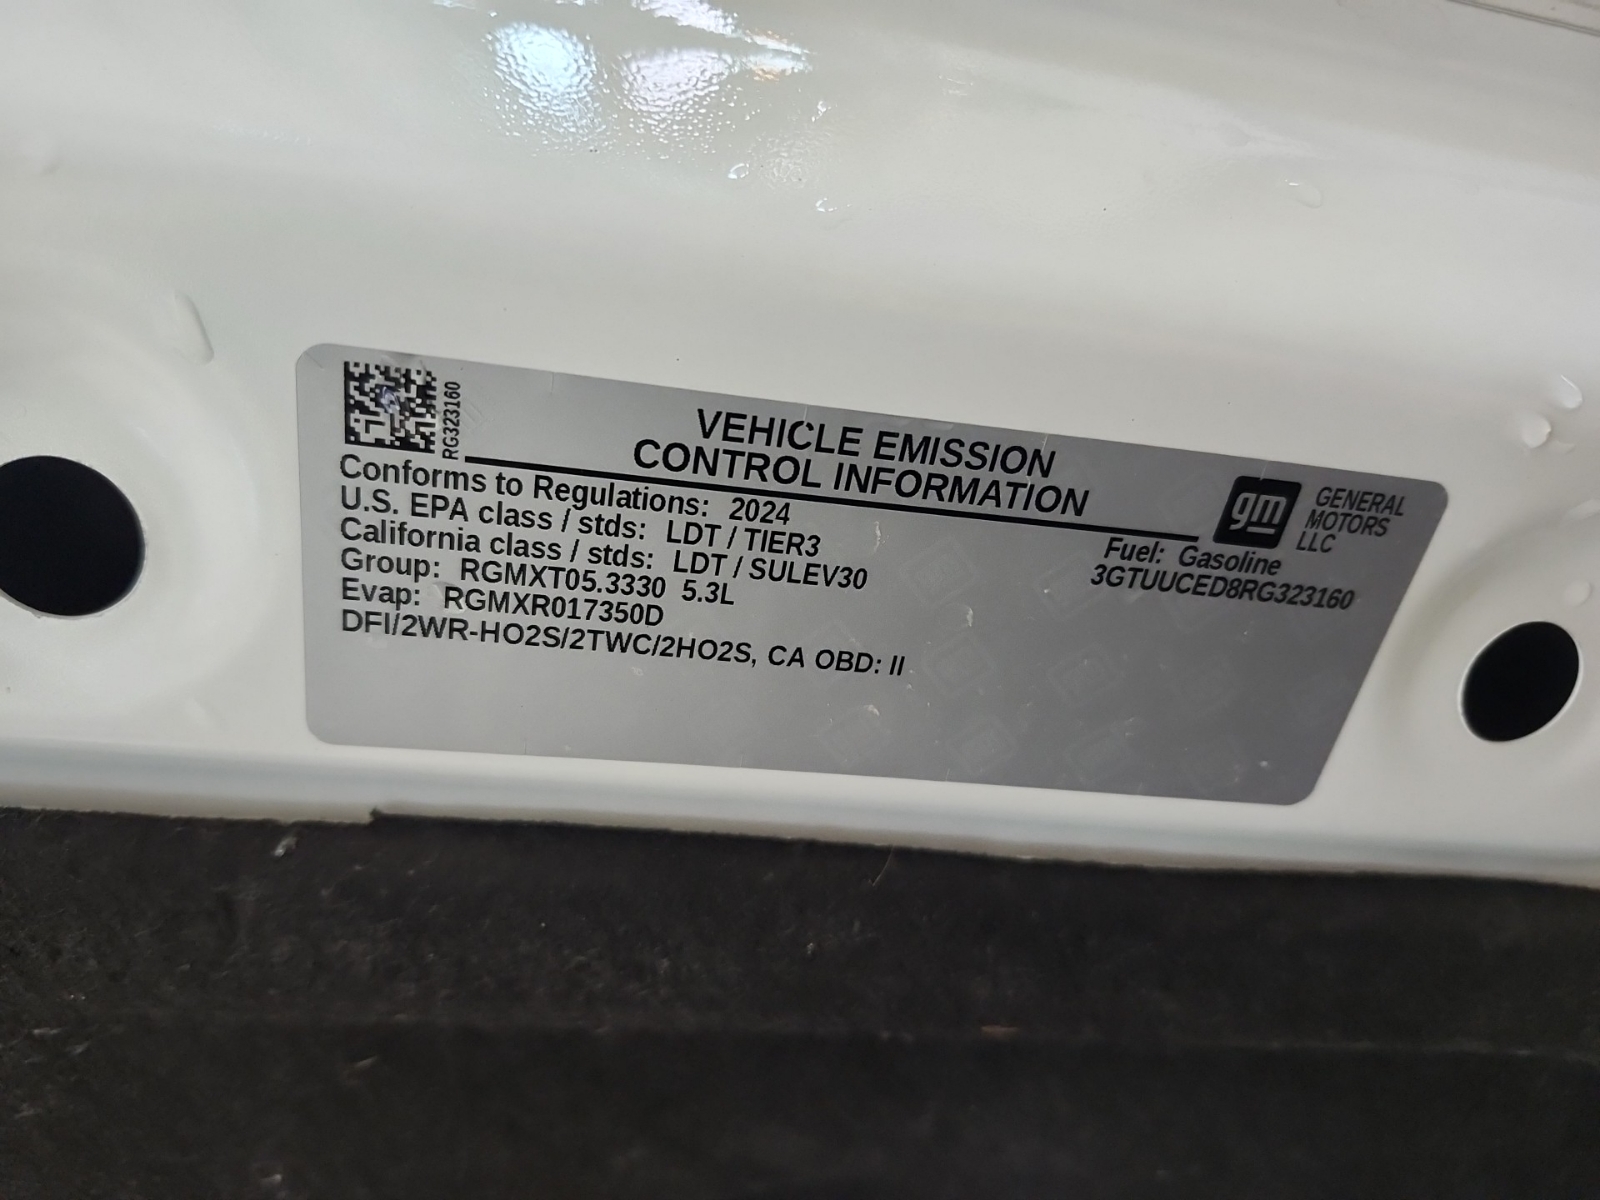 RG323160
VEHICLE EMISSION
CONTROL INFORMATION
gm
GENERAL
MOTORS
LLC
Conforms to Regulations: 2024
U.S. EPA class / stds: LDT / TIER3
California class / stds: LDT / SULEV30
Group: RGMXT05.3330 5.3L
Evap: RGMXR017350D
DFI/2WR-HO2S/2TWC/2HO2S, CA OBD: II
Fuel: Gasoline
3GTUUCED8RG323160